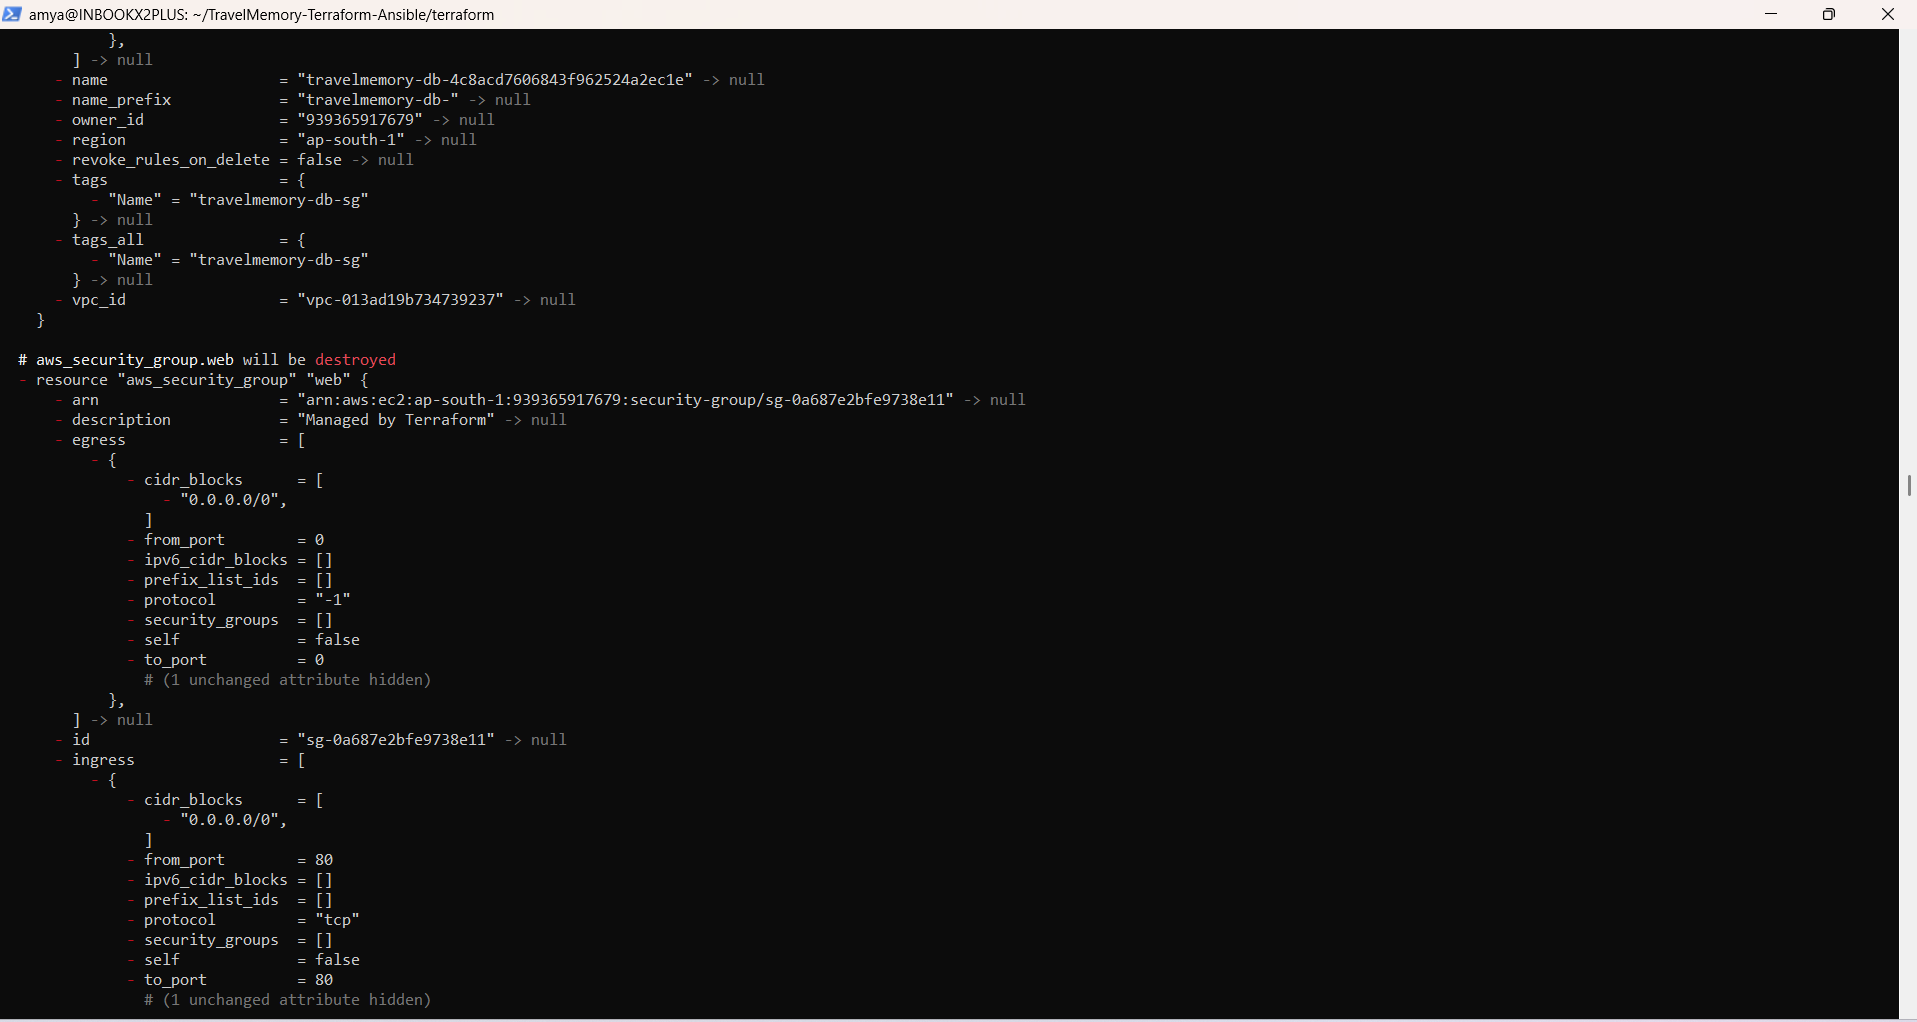 amya@INBOOKX2PLUS: ~/TravelMemory-Terraform-Ansible/terraform
          },
      ] -> null
    - name                   = "travelmemory-db-4c8acd7606843f962524a2ec1e" -> null
    - name_prefix            = "travelmemory-db-" -> null
    - owner_id               = "939365917679" -> null
    - region                 = "ap-south-1" -> null
    - revoke_rules_on_delete = false -> null
    - tags                   = {
        - "Name" = "travelmemory-db-sg"
      } -> null
    - tags_all               = {
        - "Name" = "travelmemory-db-sg"
      } -> null
    - vpc_id                 = "vpc-013ad19b734739237" -> null
  }
# aws_security_group.web will be destroyed
- resource "aws_security_group" "web" {
    - arn                    = "arn:aws:ec2:ap-south-1:939365917679:security-group/sg-0a687e2bfe9738e11" -> null
    - description            = "Managed by Terraform" -> null
    - egress                 = [
        - {
            - cidr_blocks      = [
                - "0.0.0.0/0",
              ]
            - from_port        = 0
            - ipv6_cidr_blocks = []
            - prefix_list_ids  = []
            - protocol         = "-1"
            - security_groups  = []
            - self             = false
            - to_port          = 0
              # (1 unchanged attribute hidden)
          },
      ] -> null
    - id                     = "sg-0a687e2bfe9738e11" -> null
    - ingress                = [
        - {
            - cidr_blocks      = [
                - "0.0.0.0/0",
              ]
            - from_port        = 80
            - ipv6_cidr_blocks = []
            - prefix_list_ids  = []
            - protocol         = "tcp"
            - security_groups  = []
            - self             = false
            - to_port          = 80
              # (1 unchanged attribute hidden)